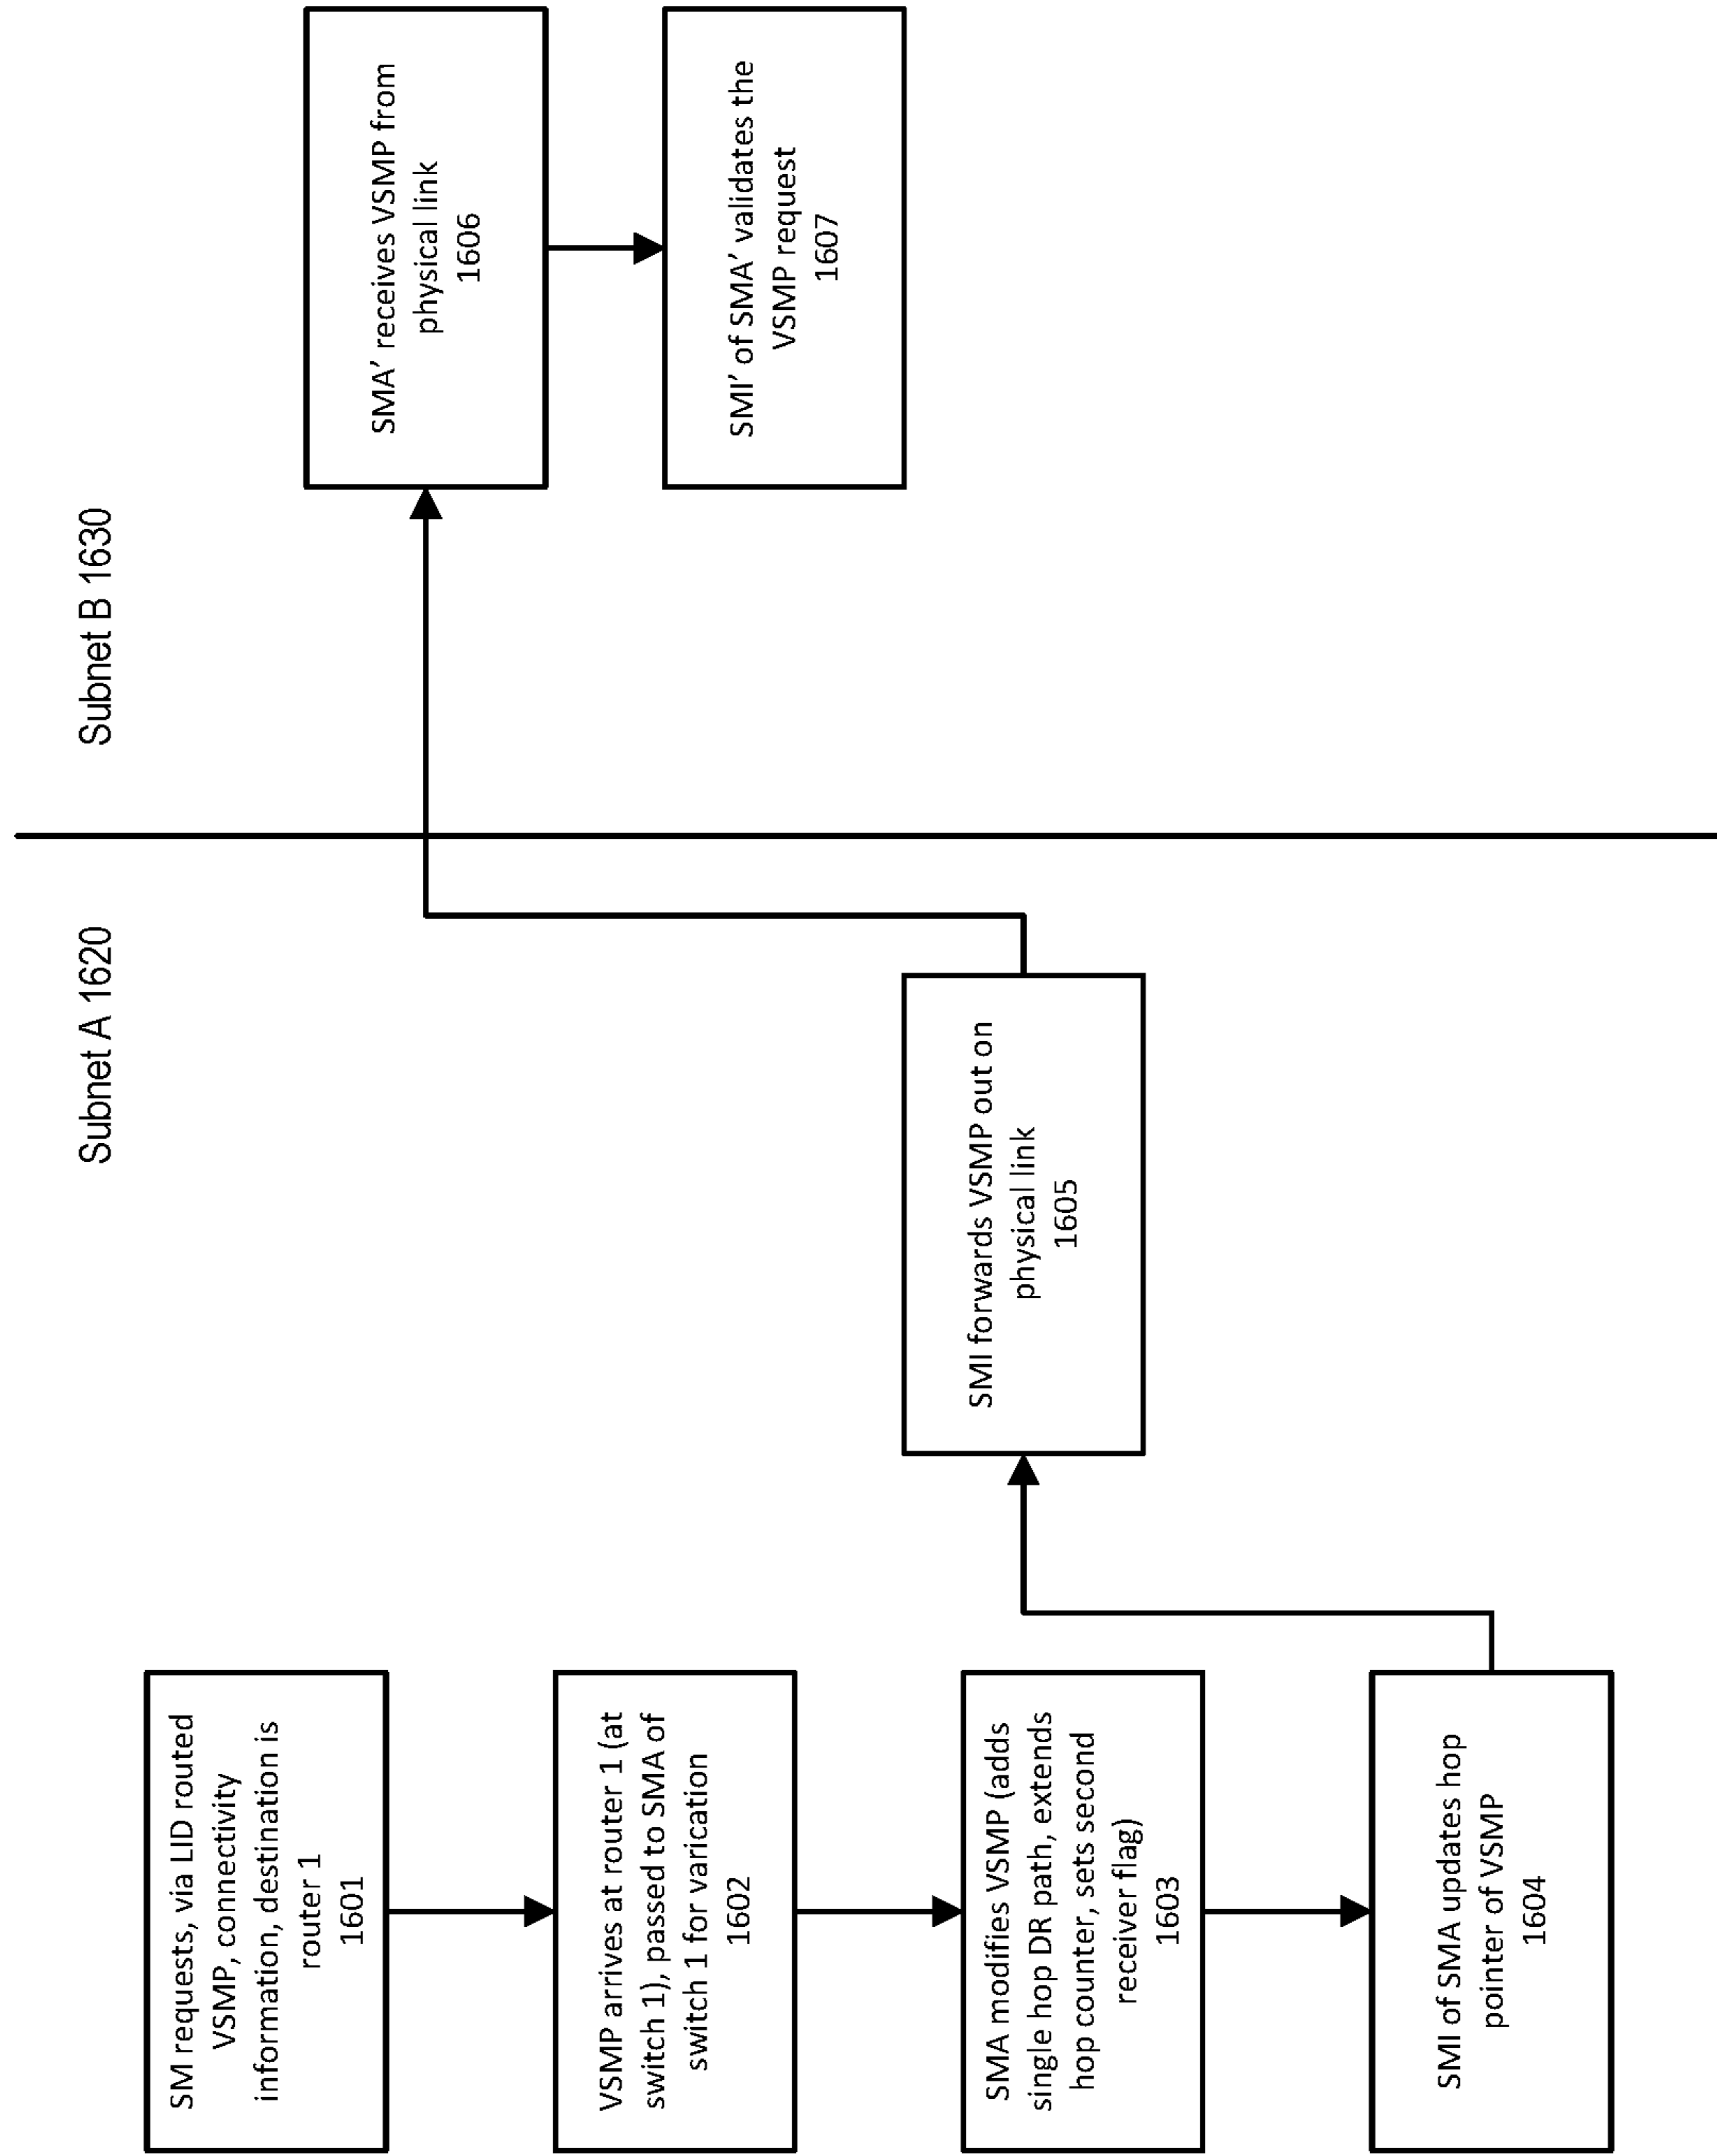 Subnet A 1620
Subnet B 1630
SM requests, via LID routed
VSMP, connectivity
information, destination is
router 1
1601
VSMP arrives at router 1 (at
switch 1), passed to SMA of
switch 1 for varication
1602
SMA modifies VSMP (adds
single hop DR path, extends
hop counter, sets second
receiver flag)
1603
SMI of SMA updates hop
pointer of VSMP
1604
SMI forwards VSMP out on
physical link
1605
SMA’ receives VSMP from
physical link
1606
SMI’ of SMA’ validates the
VSMP request
1607